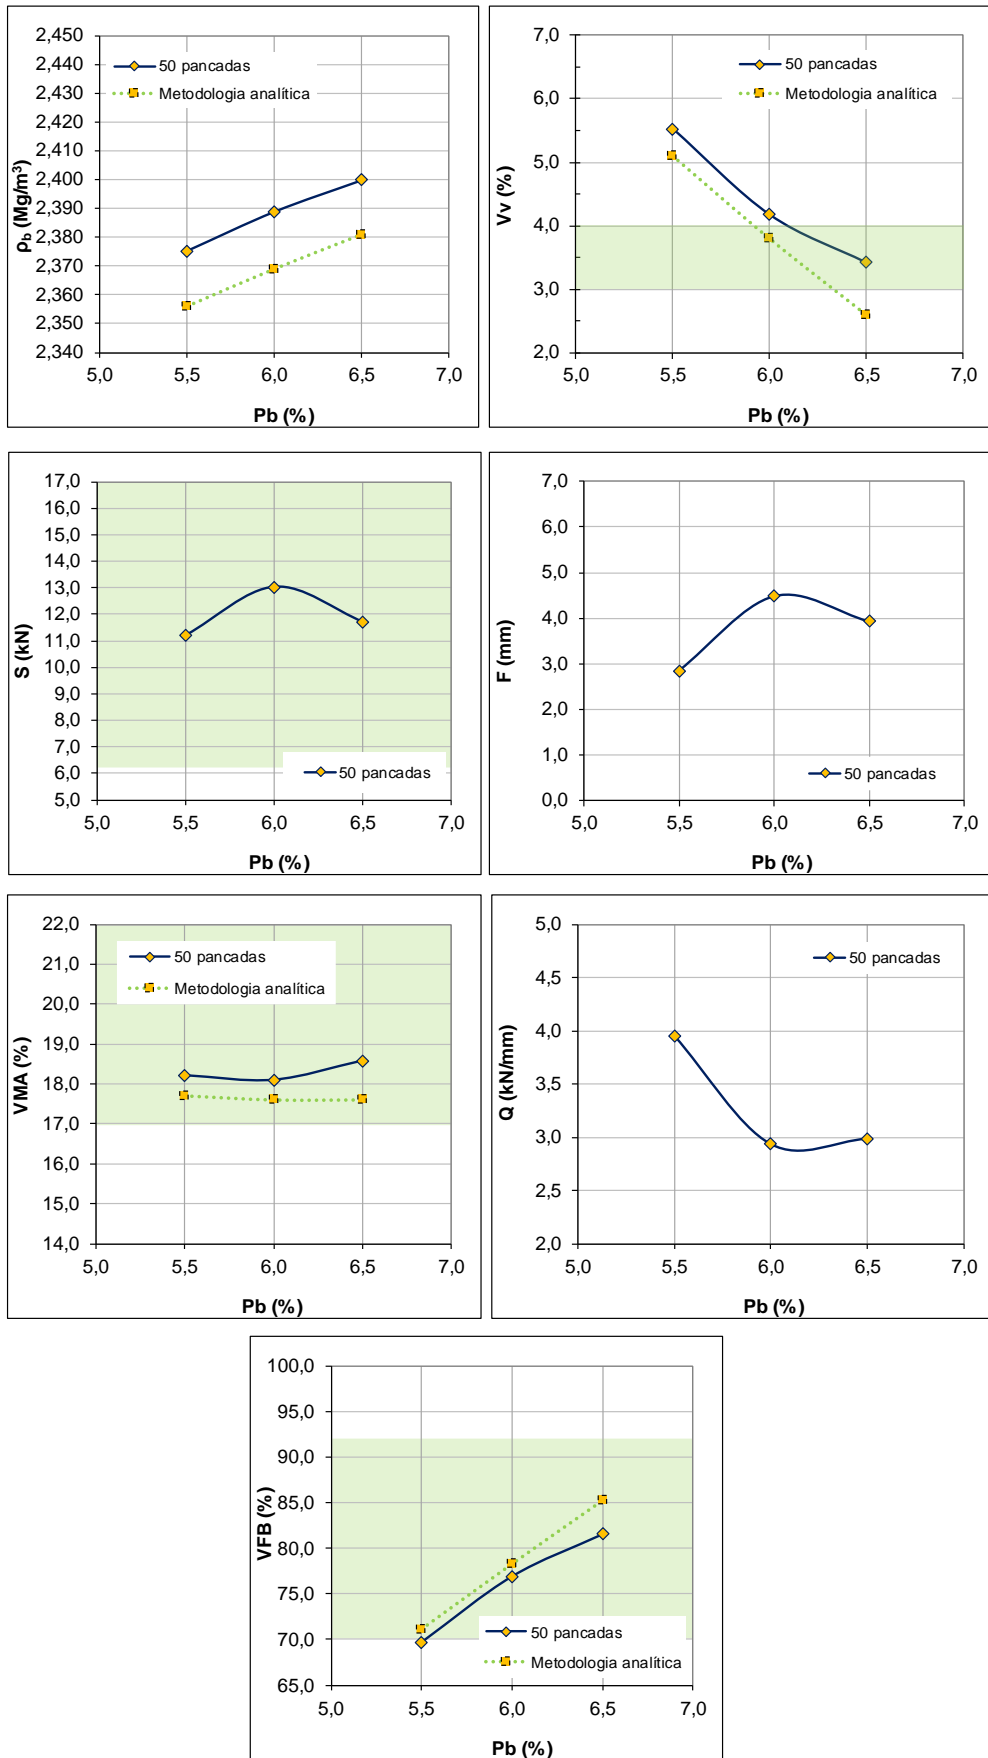 2,450
2,440
2,430
2,420
2,410
2,400
2,390
2,380
2,370
2,360
2,350
2,340
ρb (Mg/m³)
50 pancadas
Metodologia analítica
5,0 5,5 6,0 6,5 7,0
Pb (%)
7,0
6,0
5,0
4,0
3,0
2,0
Vv (%)
50 pancadas
Metodologia analítica
5,0 5,5 6,0 6,5 7,0
Pb (%)
17,0
16,0
15,0
14,0
13,0
12,0
11,0
10,0
9,0
8,0
7,0
6,0
5,0
S (kN)
50 pancadas
5,0 5,5 6,0 6,5 7,0
Pb (%)
7,0
6,0
5,0
4,0
3,0
2,0
1,0
0,0
F (mm)
50 pancadas
5,0 5,5 6,0 6,5 7,0
Pb (%)
22,0
21,0
20,0
19,0
18,0
17,0
16,0
15,0
14,0
VMA (%)
50 pancadas
Metodologia analítica
5,0 5,5 6,0 6,5 7,0
Pb (%)
5,0
4,5
4,0
3,5
3,0
2,5
2,0
Q (kN/mm)
50 pancadas
5,0 5,5 6,0 6,5 7,0
Pb (%)
100,0
95,0
90,0
85,0
80,0
75,0
70,0
65,0
VFB (%)
50 pancadas
Metodologia analítica
5,0 5,5 6,0 6,5 7,0
Pb (%)